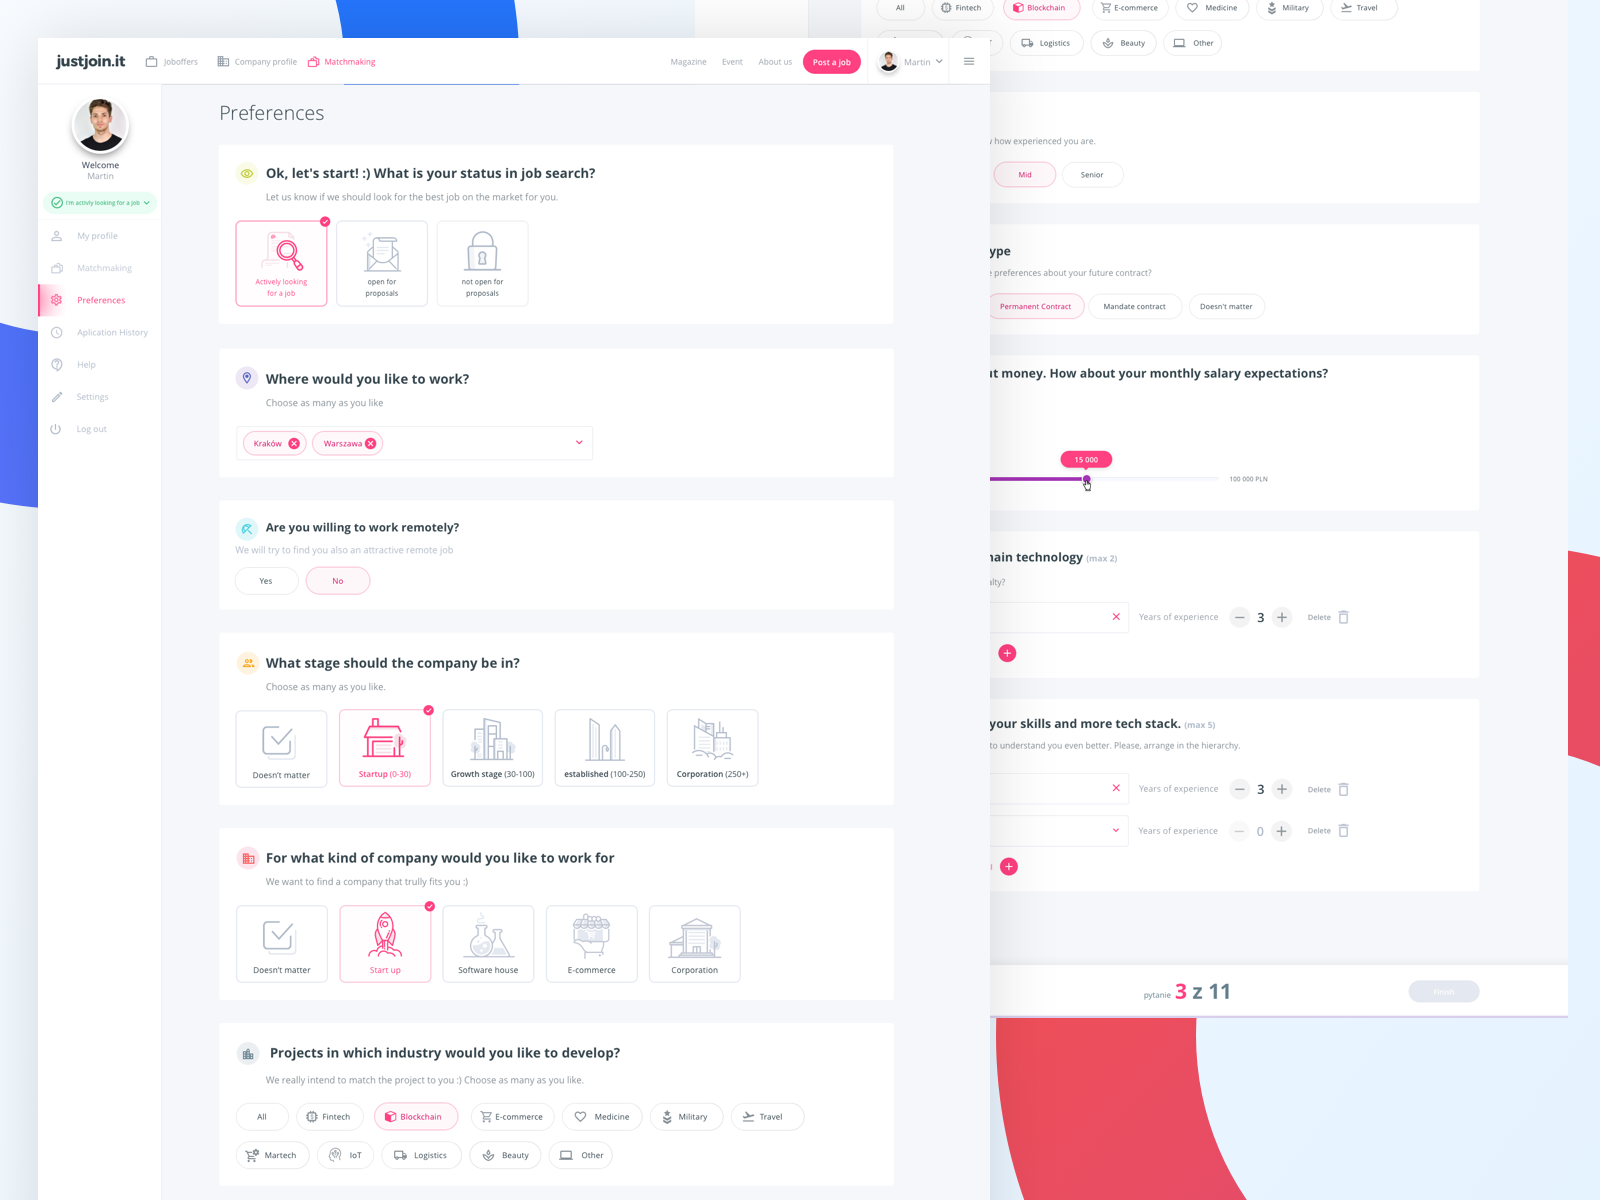 justjoin.it
Joboffers
Company profile
Matchmaking
Magazine
Event
About us
Post a job
Martin
Welcome
Martin
I'm activly looking for a job
My profile
Matchmaking
Preferences
Aplication History
Help
Settings
Log out
Preferences
Ok, let's start! :) What is your status in job search?
Let us know if we should look for the best job on the market for you.
Actively looking
for a job
open for
proposals
not open for
proposals
Where would you like to work?
Choose as many as you like
Kraków
Warszawa
Are you willing to work remotely?
We will try to find you also an attractive remote job
Yes
No
What stage should the company be in?
Choose as many as you like.
Doesn't matter
Startup (0-30)
Growth stage (30-100)
established (100-250)
Corporation (250+)
For what kind of company would you like to work for
We want to find a company that trully fits you :)
Doesn't matter
Start up
Software house
E-commerce
Corporation
Projects in which industry would you like to develop?
We really intend to match the project to you :) Choose as many as you like.
All
Fintech
Blockchain
E-commerce
Medicine
Military
Travel
Martech
IoT
Logistics
Beauty
Other
All
Fintech
Blockchain
E-commerce
Medicine
Military
Travel
Logistics
Beauty
Other
how experienced you are.
Mid
Senior
ype
preferences about your future contract?
Permanent Contract
Mandate contract
Doesn't matter
ut money. How about your monthly salary expectations?
15 000
100 000 PLN
hain technology (max 2)
alty?
Years of experience
3
Delete
your skills and more tech stack. (max 5)
to understand you even better. Please, arrange in the hierarchy.
Years of experience
3
Delete
Years of experience
0
Delete
pytanie 3 z 11
Finish